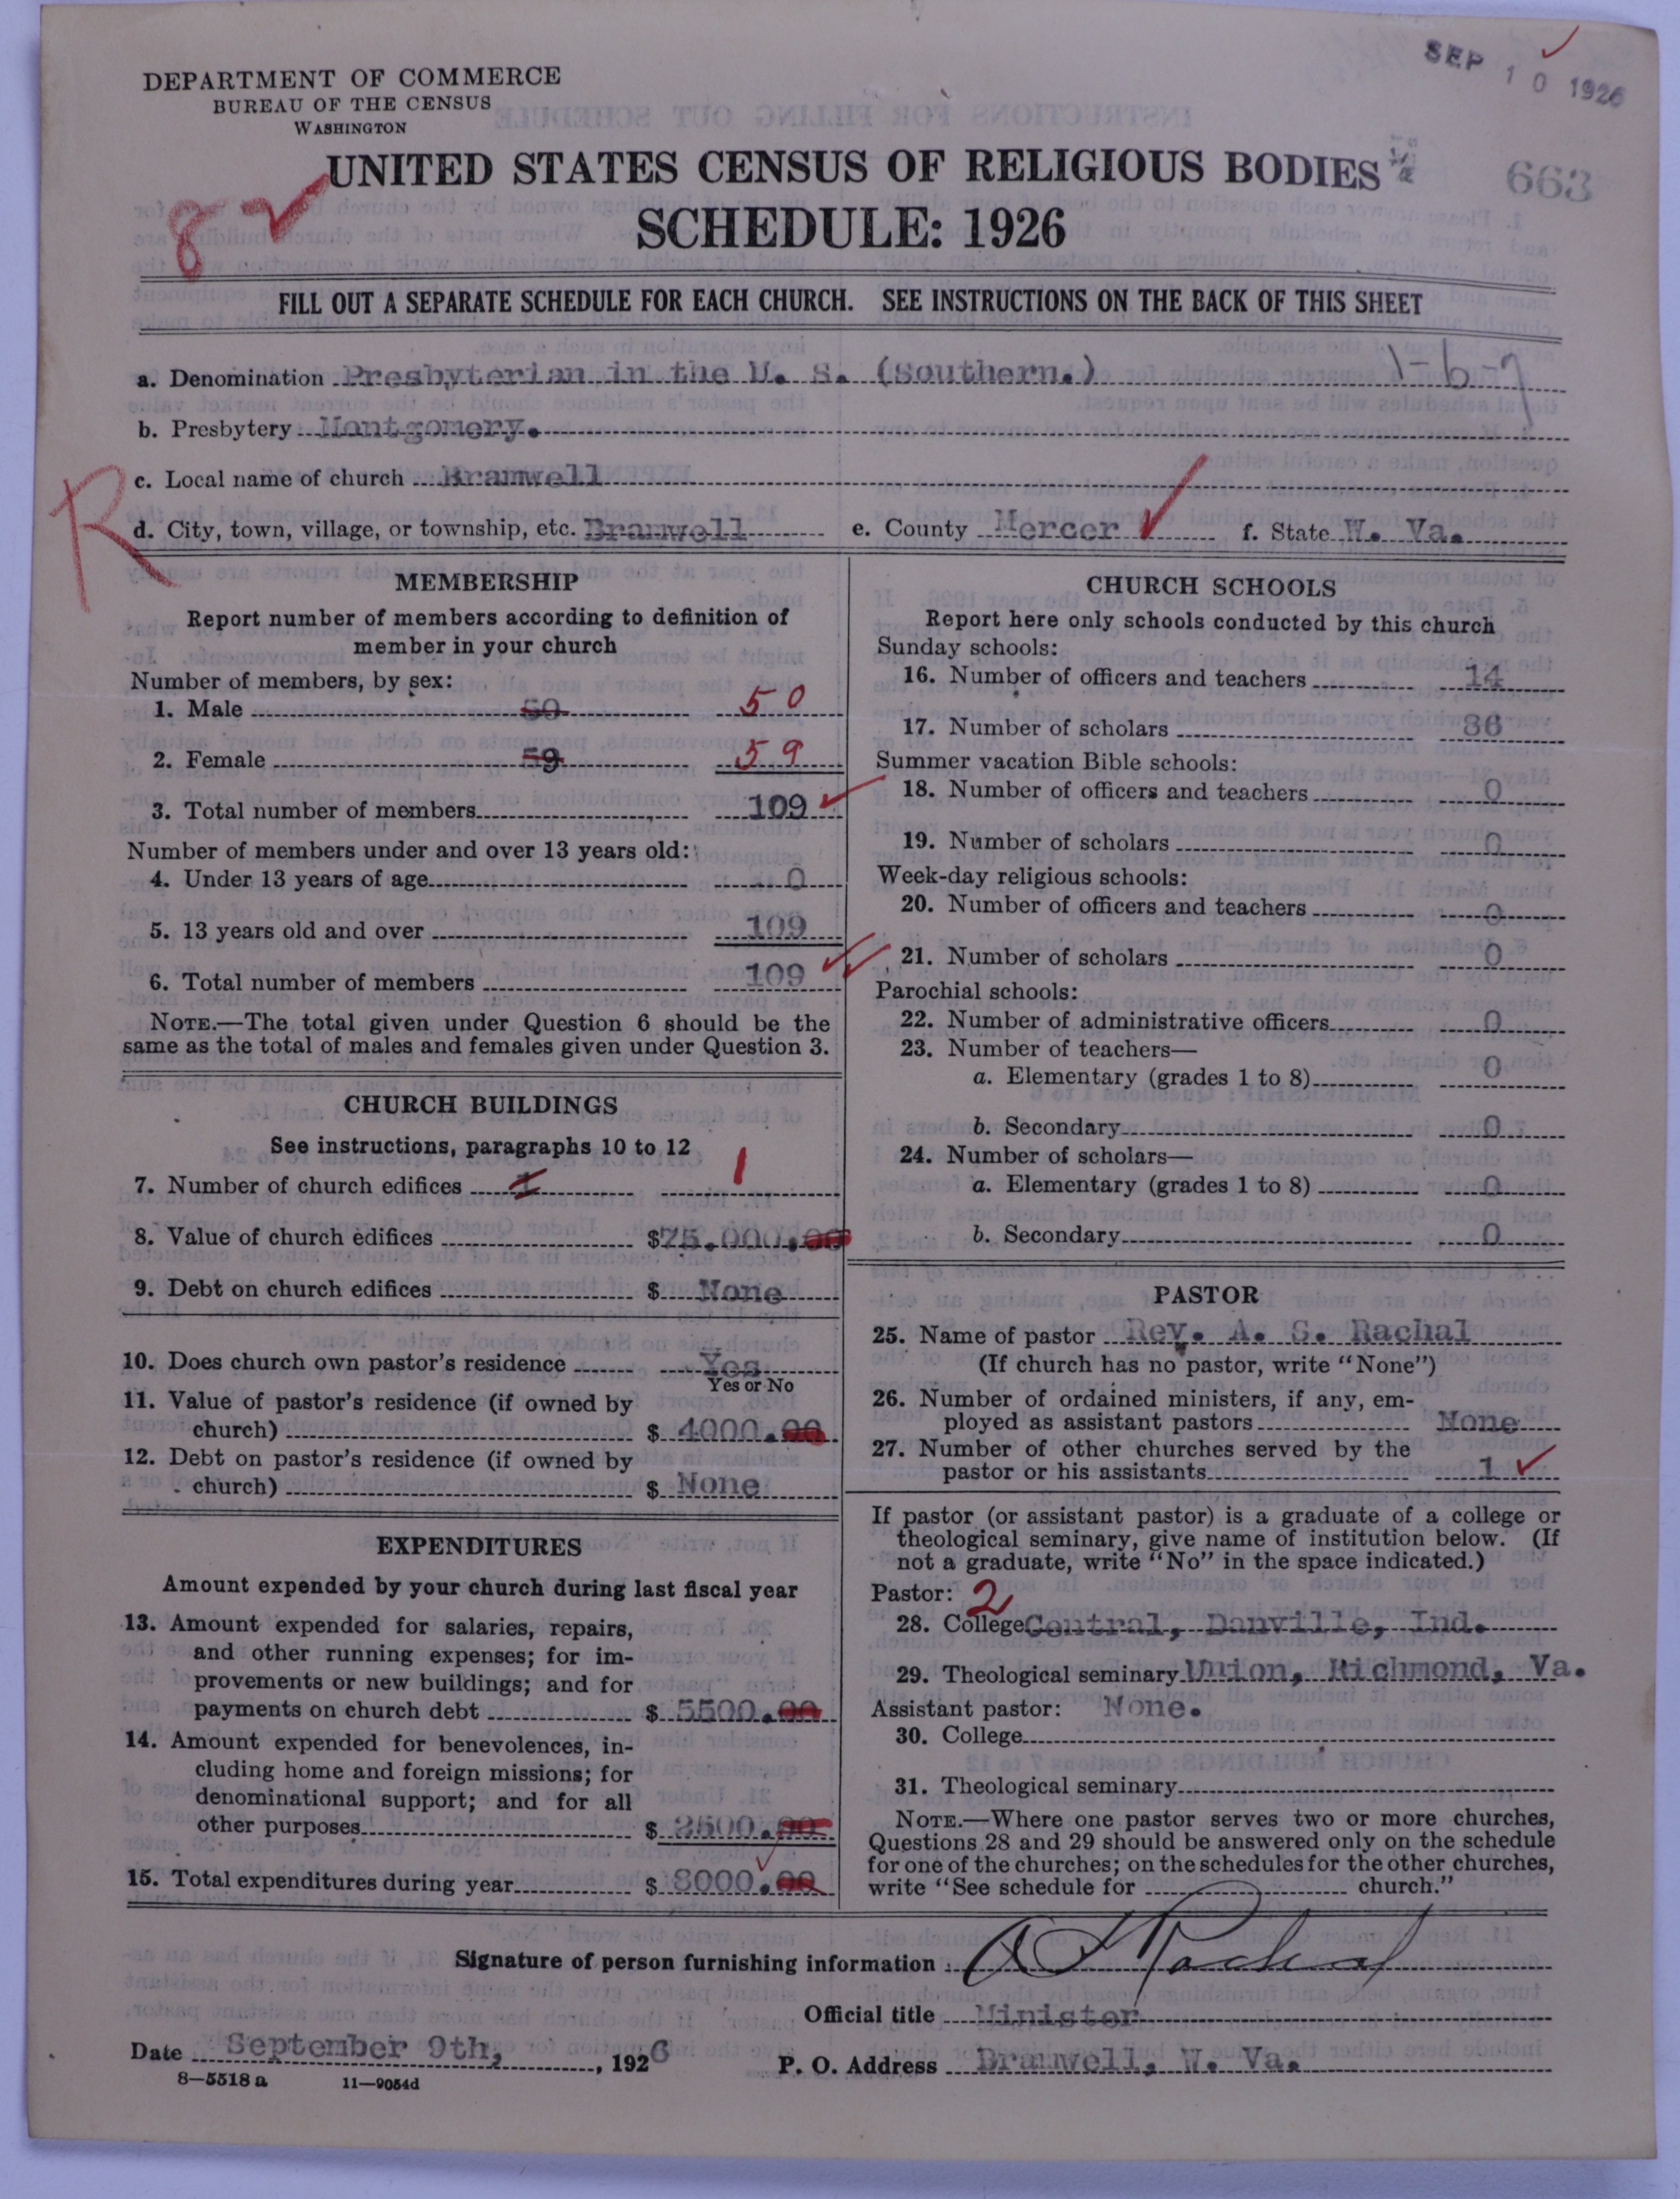 SEP 10 1926
DEPARTMENT OF COMMERCE
BUREAU OF THE CENSUS
WASHINGTON
UNITED STATES CENSUS OF RELIGIOUS BODIES
663
8
SCHEDULE: 1926
FILL OUT A SEPARATE SCHEDULE FOR EACH CHURCH. SEE INSTRUCTIONS ON THE BACK OF THIS SHEET
a. Denomination Presbyterian in the U. S. (Southern.) 1-6-7
b. Presbytery Montgomery.
c. Local name of church Bramwell
R
d. City, town, village, or township, etc. Bramwell e. County Mercer f. State W. Va.
MEMBERSHIP
Report number of members according to definition of
member in your church
Number of members, by sex:
1. Male 50 50
2. Female 59 59
3. Total number of members 109
Number of members under and over 13 years old:
4. Under 13 years of age 0
5. 13 years old and over 109
6. Total number of members 109
NOTE.—The total given under Question 6 should be the
same as the total of males and females given under Question 3.
CHURCH BUILDINGS
See instructions, paragraphs 10 to 12
7. Number of church edifices 1 1
8. Value of church edifices $75.000.00
9. Debt on church edifices $ None
10. Does church own pastor's residence Yes
Yes or No
11. Value of pastor's residence (if owned by
church) $ 4000.00
12. Debt on pastor's residence (if owned by
church) $ None
EXPENDITURES
Amount expended by your church during last fiscal year
13. Amount expended for salaries, repairs,
and other running expenses; for im-
provements or new buildings; and for
payments on church debt $ 5500.00
14. Amount expended for benevolences, in-
cluding home and foreign missions; for
denominational support; and for all
other purposes $ 2500.00
15. Total expenditures during year $ 8000.00
CHURCH SCHOOLS
Report here only schools conducted by this church
Sunday schools:
16. Number of officers and teachers 14
17. Number of scholars 86
Summer vacation Bible schools:
18. Number of officers and teachers 0
19. Number of scholars 0
Week-day religious schools:
20. Number of officers and teachers 0
21. Number of scholars 0
Parochial schools:
22. Number of administrative officers 0
23. Number of teachers—
a. Elementary (grades 1 to 8) 0
b. Secondary 0
24. Number of scholars—
a. Elementary (grades 1 to 8) 0
b. Secondary 0
PASTOR
25. Name of pastor Rev. A. S. Rachal
(If church has no pastor, write "None")
26. Number of ordained ministers, if any, em-
ployed as assistant pastors None
27. Number of other churches served by the
pastor or his assistants 1
If pastor (or assistant pastor) is a graduate of a college or
theological seminary, give name of institution below. (If
not a graduate, write "No" in the space indicated.)
Pastor: 2
28. College Central, Danville, Ind.
29. Theological seminary Union, Richmond, Va.
Assistant pastor: None.
30. College
31. Theological seminary
NOTE.—Where one pastor serves two or more churches,
Questions 28 and 29 should be answered only on the schedule
for one of the churches; on the schedules for the other churches,
write "See schedule for church."
Signature of person furnishing information A S Rachal
Official title Minister
Date September 9th, , 1926
P. O. Address Bramwell, W. Va.
8—5518 a 11—9054d